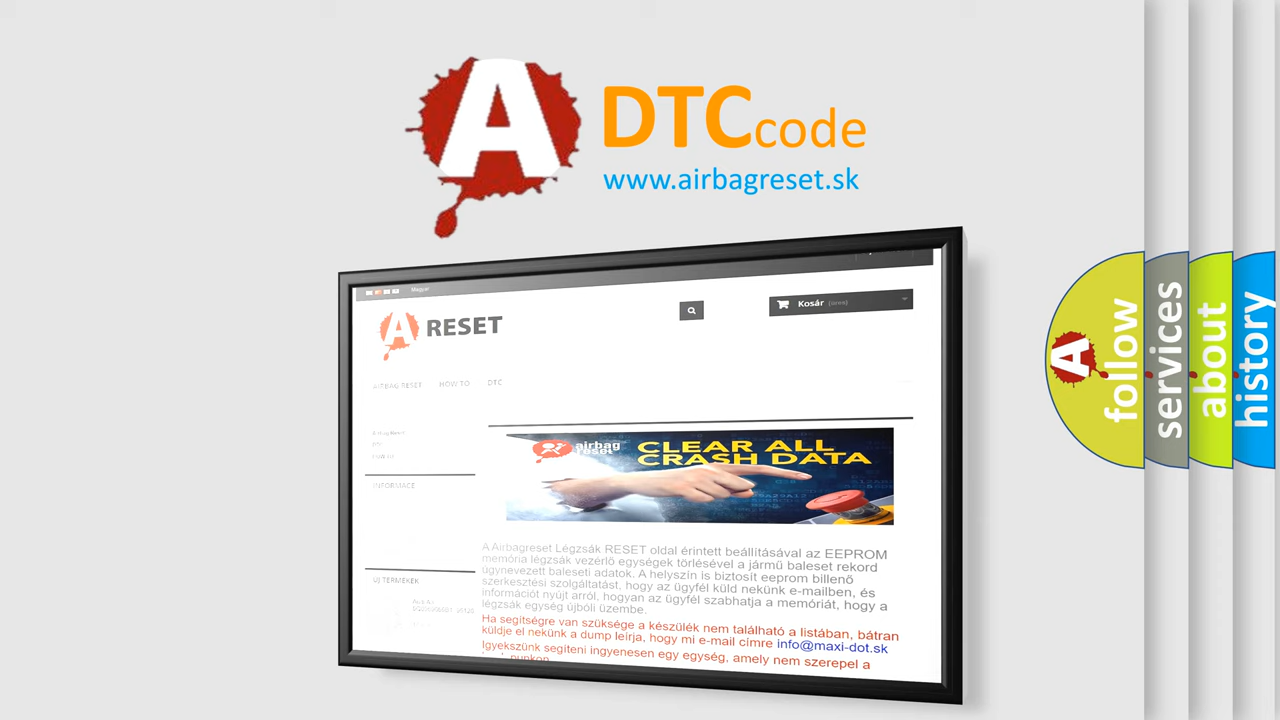 A DTC code
www.airbagreset.sk
Magyar
A RESET
Kosár (üres)
AIRBAG RESET HOW TO DTC
INFORMACE
airbag
reset
CLEAR ALL
CRASH DATA
A Airbagreset Légzsák RESET oldal érintett beállításával az EEPROM
memória légzsák vezérlő egységek törlésével a jármű baleset rekord
úgynevezett baleseti adatok. A helyszín is biztosít eeprom billenő
szerkesztési szolgáltatást, hogy az ügyfél küld nekünk e-mailben, és
információt nyújt arról, hogyan az ügyfél szabhatja a memóriát, hogy a
légzsák egység újbóli üzembe.
Ha segítségre van szüksége a készülék nem található a listában, bátran
küldje el nekünk a dump leírja, hogy mi e-mail címre info@maxi-dot.sk
Igyekszünk segíteni ingyenesen egy egység, amely nem szerepel a
ÚJ TERMÉKEK
A
follow
services
about
history